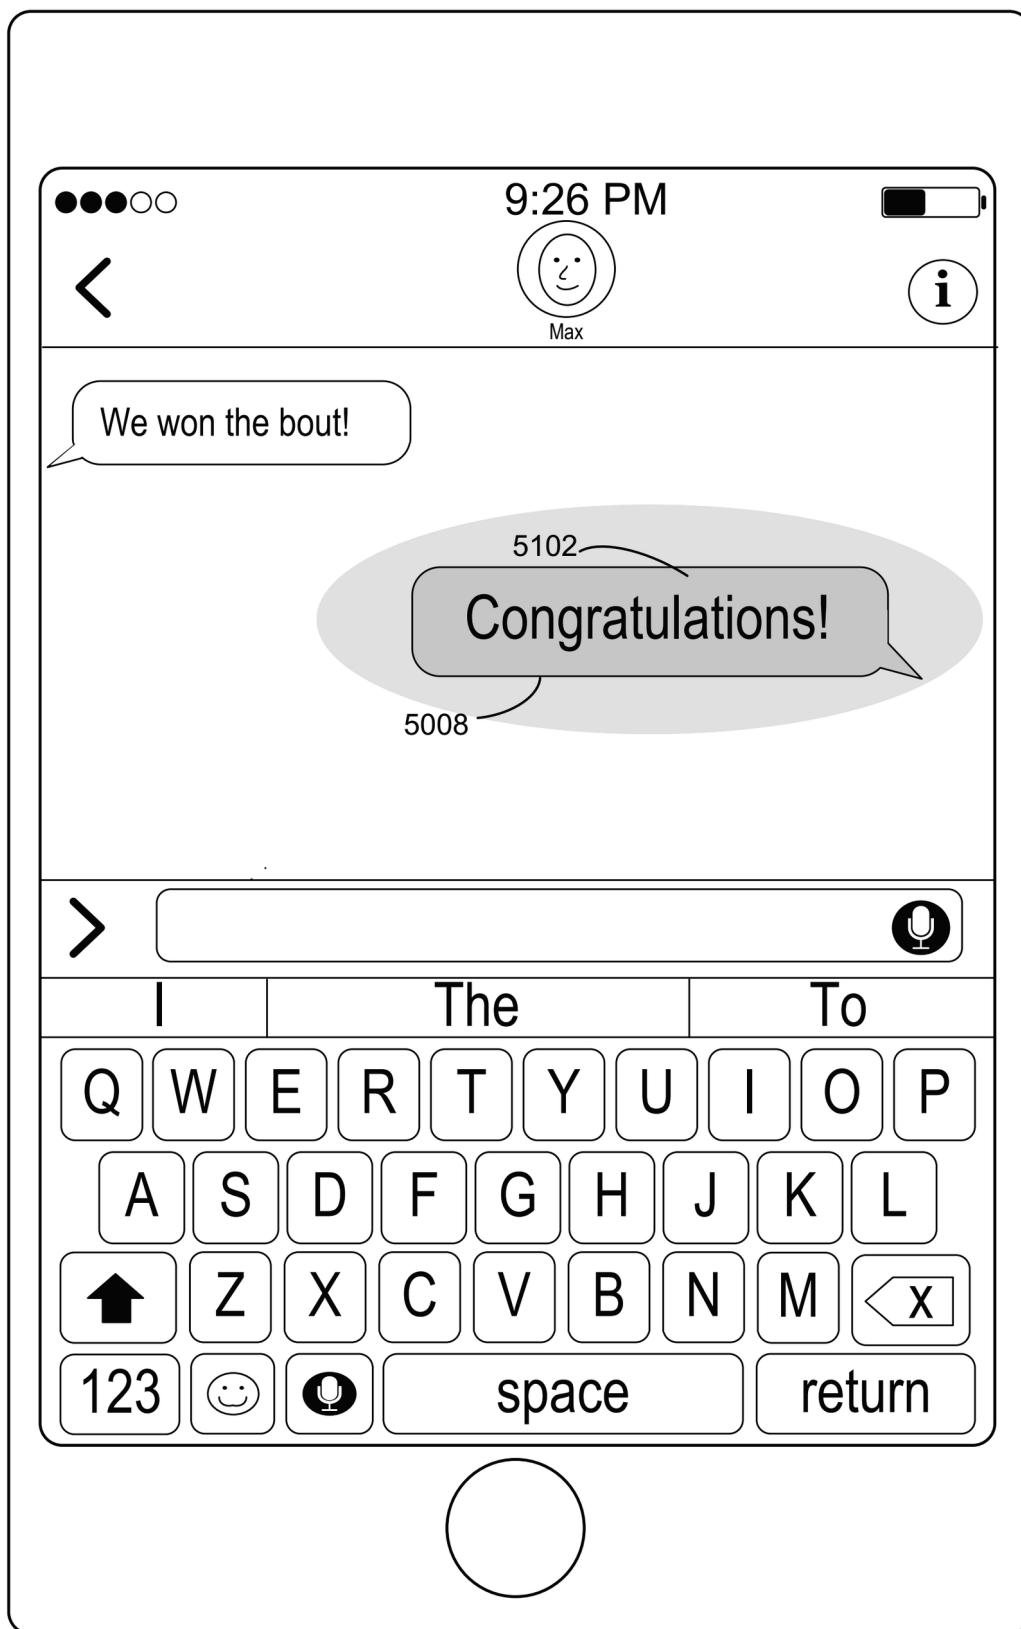 9:26 PM
i
Max
We won the bout!
5102
Congratulations!
5008
I The To
Q W E R T Y U I O P
A S D F G H J K L
Z X C V B N M X
123 space return